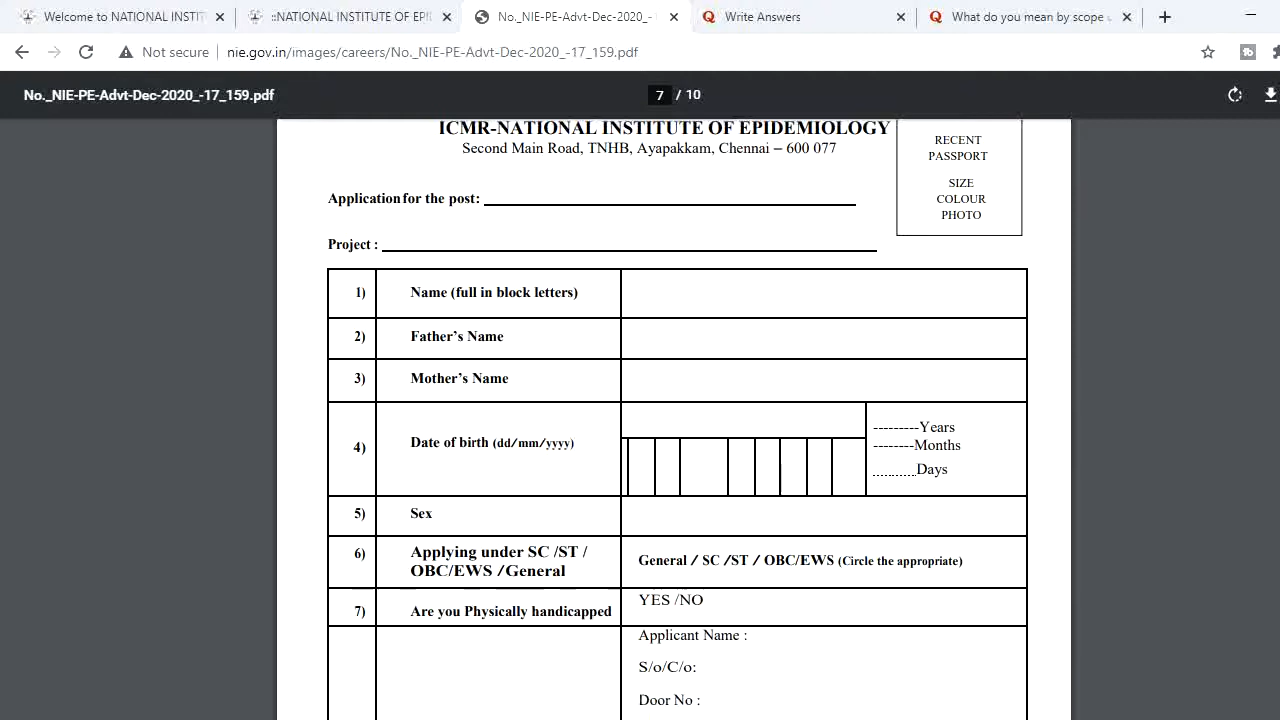 Welcome to NATIONAL INSTIT
::NATIONAL INSTITUTE OF EPI
No._NIE-PE-Advt-Dec-2020_-
Write Answers
What do you mean by scope
Not secure
nie.gov.in/images/careers/No._NIE-PE-Advt-Dec-2020_-17_159.pdf
No._NIE-PE-Advt-Dec-2020_-17_159.pdf
7 / 10
ICMR-NATIONAL INSTITUTE OF EPIDEMIOLOGY
Second Main Road, TNHB, Ayapakkam, Chennai – 600 077
RECENT
PASSPORT
SIZE
COLOUR
PHOTO
Application for the post:
Project :
1) Name (full in block letters)
2) Father's Name
3) Mother's Name
4) Date of birth (dd/mm/yyyy)
---------Years
--------Months
..........Days
5) Sex
6) Applying under SC /ST /
OBC/EWS /General
General / SC /ST / OBC/EWS (Circle the appropriate)
7) Are you Physically handicapped
YES /NO
Applicant Name :
S/o/C/o:
Door No :